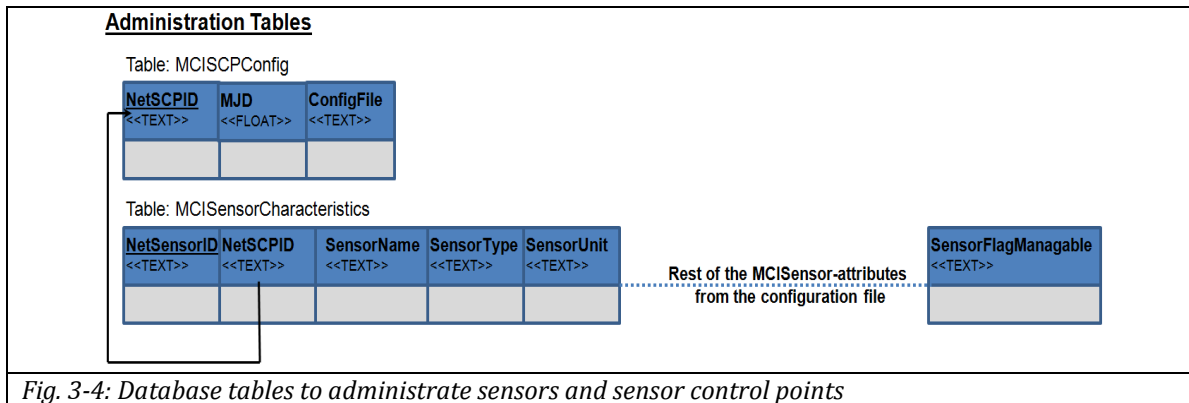 Administration Tables
Table: MCISCPConfig
NetSCPID MJD ConfigFile
<<TEXT>> <<FLOAT>> <<TEXT>>
Table: MCISensorCharacteristics
NetSensorID NetSCPID SensorName SensorType SensorUnit SensorFlagManagable
<<TEXT>> <<TEXT>> <<TEXT>> <<TEXT>> <<TEXT>> <<TEXT>>
Rest of the MCISensor-attributes
from the configuration file
Fig. 3-4: Database tables to administrate sensors and sensor control points